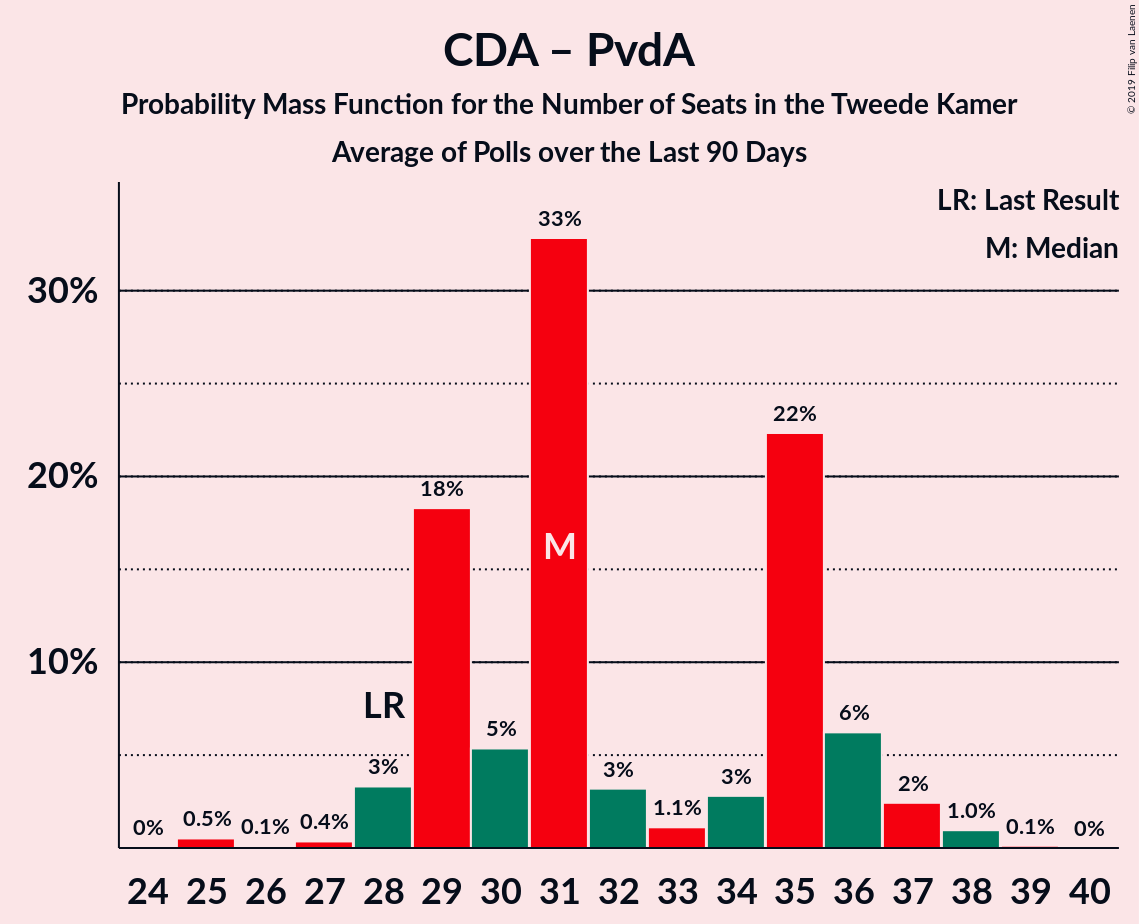 CDA – PvdA
Probability Mass Function for the Number of Seats in the Tweede Kamer
Average of Polls over the Last 90 Days
© 2019 Filip van Laenen
LR: Last Result
M: Median
30%
20%
10%
0%
0.5%
0.1%
0.4%
3%
LR
18%
5%
33%
M
3%
1.1%
3%
22%
6%
2%
1.0%
0.1%
0%
24 25 26 27 28 29 30 31 32 33 34 35 36 37 38 39 40